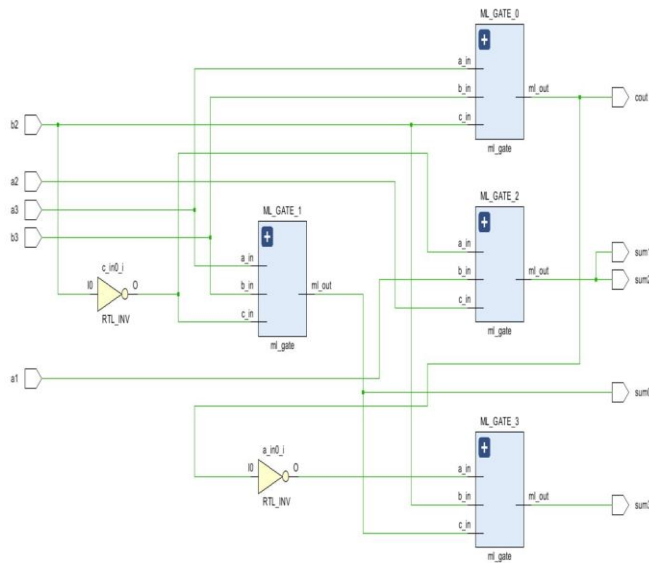 ML_GATE_0
a_in
b_in
ml_out
cout
c_in
ml_gate
b2
a2
a3
b3
ML_GATE_1
ML_GATE_2
a_in
b_in
ml_out
c_in
ml_gate
sum1
sum2
c_in0_i
I0
O
RTL_INV
a_in
b_in
ml_out
c_in
ml_gate
a1
ML_GATE_3
a_in0_i
I0
O
RTL_INV
a_in
b_in
ml_out
c_in
ml_gate
sum3